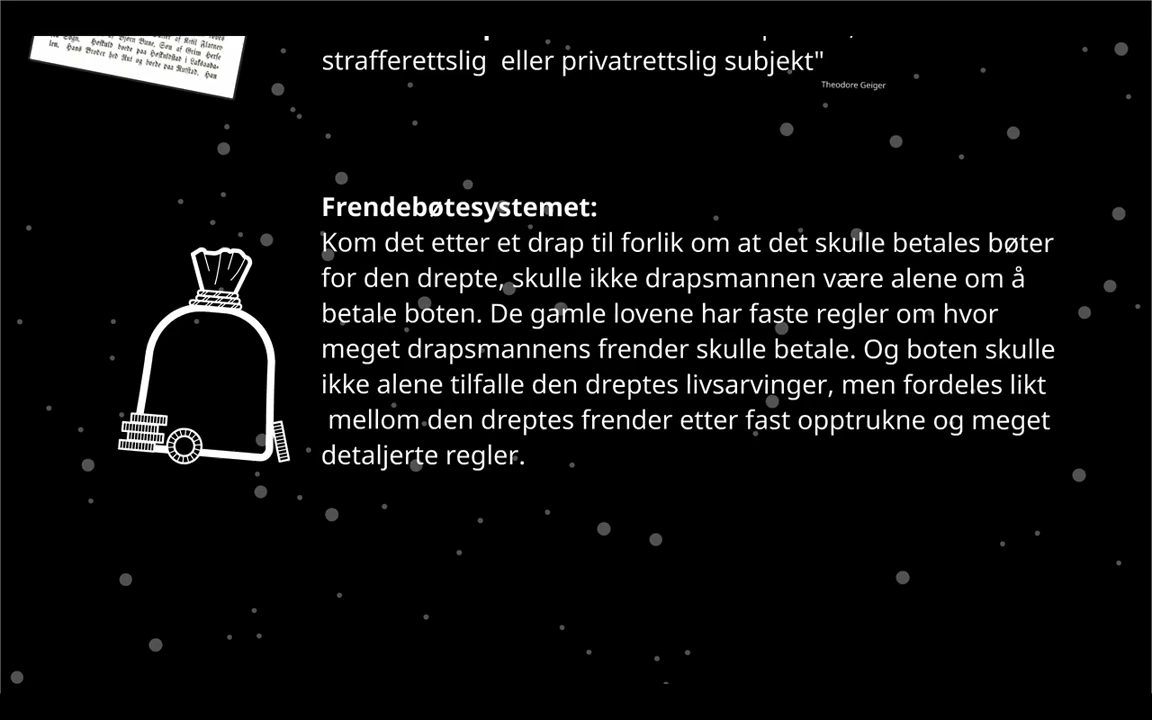 strafferettslig eller privatrettslig subjekt"
Theodore Geiger
Frendebøtesystemet:
Kom det etter et drap til forlik om at det skulle betales bøter
for den drepte, skulle ikke drapsmannen være alene om å
betale boten. De gamle lovene har faste regler om hvor
meget drapsmannens frender skulle betale. Og boten skulle
ikke alene tilfalle den dreptes livsarvinger, men fordeles likt
mellom den dreptes frender etter fast opptrukne og meget
detaljerte regler.